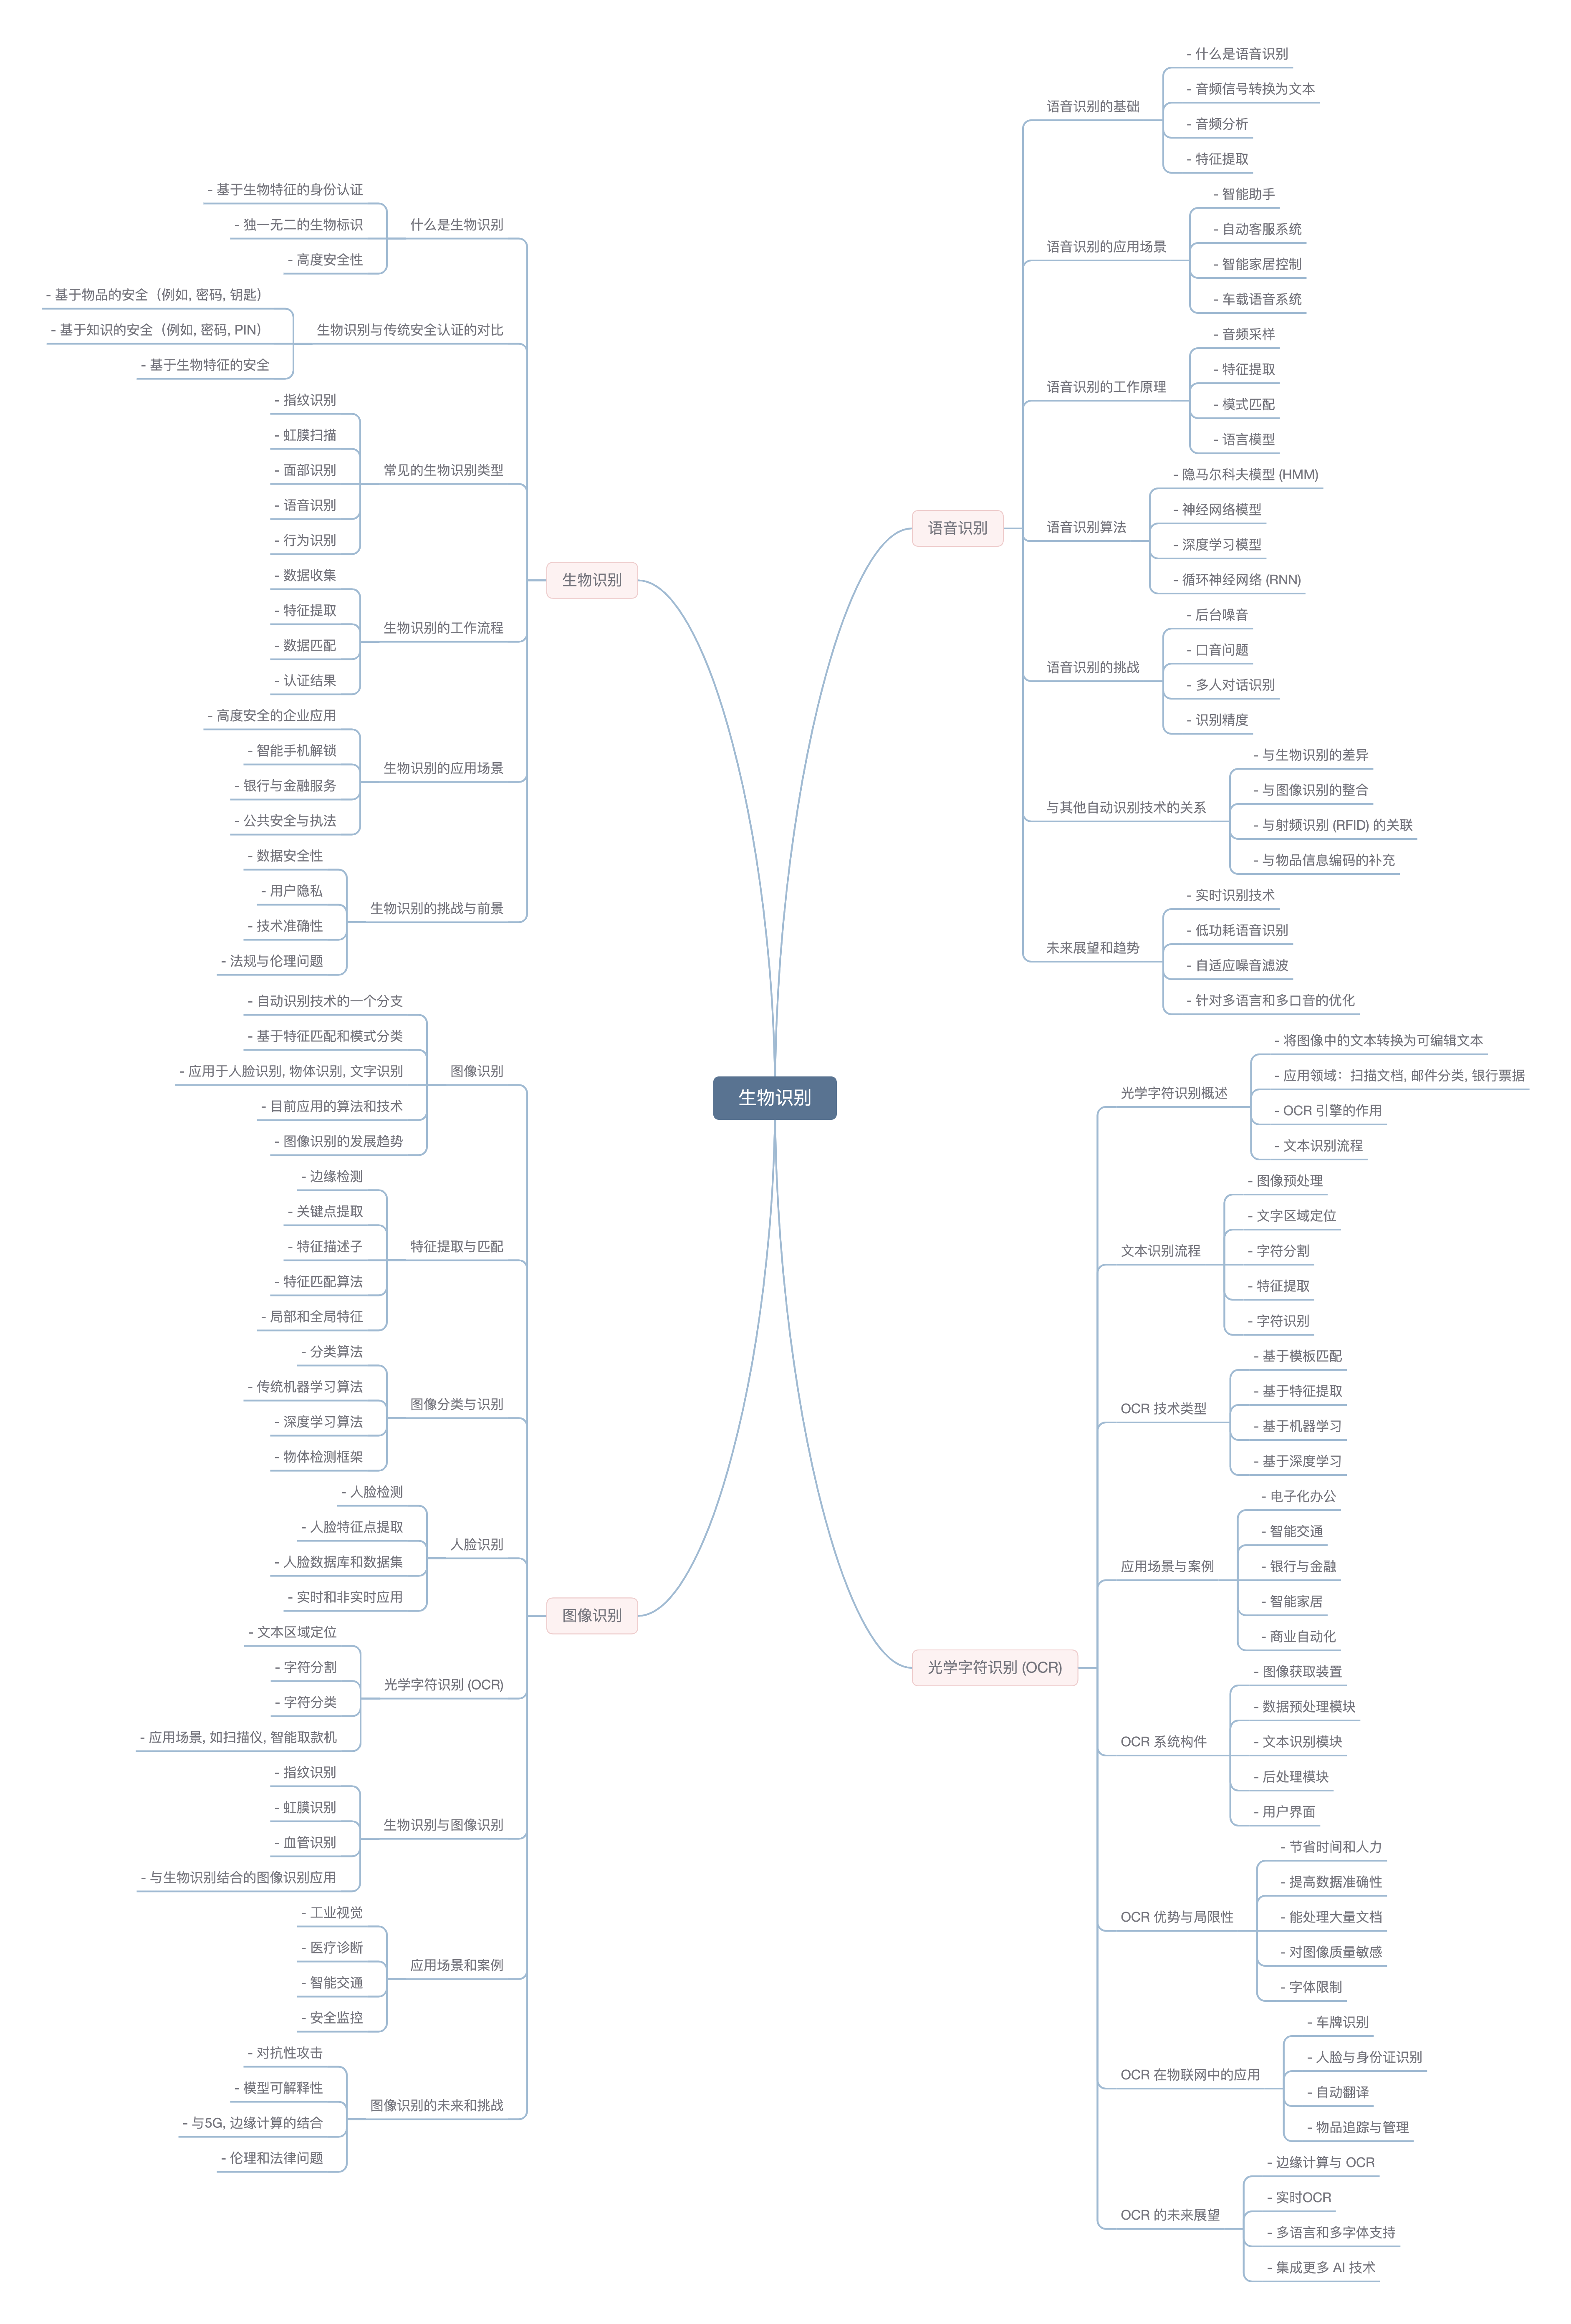 生物识别
语音识别
语音识别的基础
- 什么是语音识别
- 音频信号转换为文本
- 音频分析
- 特征提取
语音识别的应用场景
- 智能助手
- 自动客服系统
- 智能家居控制
- 车载语音系统
语音识别的工作原理
- 音频采样
- 特征提取
- 模式匹配
- 语言模型
语音识别算法
- 隐马尔科夫模型 (HMM)
- 神经网络模型
- 深度学习模型
- 循环神经网络 (RNN)
语音识别的挑战
- 后台噪音
- 口音问题
- 多人对话识别
- 识别精度
与其他自动识别技术的关系
- 与生物识别的差异
- 与图像识别的整合
- 与射频识别 (RFID) 的关联
- 与物品信息编码的补充
未来展望和趋势
- 实时识别技术
- 低功耗语音识别
- 自适应噪音滤波
- 针对多语言和多口音的优化
光学字符识别 (OCR)
光学字符识别概述
- 将图像中的文本转换为可编辑文本
- 应用领域：扫描文档, 邮件分类, 银行票据
- OCR 引擎的作用
- 文本识别流程
文本识别流程
- 图像预处理
- 文字区域定位
- 字符分割
- 特征提取
- 字符识别
OCR 技术类型
- 基于模板匹配
- 基于特征提取
- 基于机器学习
- 基于深度学习
应用场景与案例
- 电子化办公
- 智能交通
- 银行与金融
- 智能家居
- 商业自动化
OCR 系统构件
- 图像获取装置
- 数据预处理模块
- 文本识别模块
- 后处理模块
- 用户界面
OCR 优势与局限性
- 节省时间和人力
- 提高数据准确性
- 能处理大量文档
- 对图像质量敏感
- 字体限制
OCR 在物联网中的应用
- 车牌识别
- 人脸与身份证识别
- 自动翻译
- 物品追踪与管理
OCR 的未来展望
- 边缘计算与 OCR
- 实时OCR
- 多语言和多字体支持
- 集成更多 AI 技术
生物识别
什么是生物识别
- 基于生物特征的身份认证
- 独一无二的生物标识
- 高度安全性
生物识别与传统安全认证的对比
- 基于物品的安全（例如, 密码, 钥匙）
- 基于知识的安全（例如, 密码, PIN）
- 基于生物特征的安全
常见的生物识别类型
- 指纹识别
- 虹膜扫描
- 面部识别
- 语音识别
- 行为识别
生物识别的工作流程
- 数据收集
- 特征提取
- 数据匹配
- 认证结果
生物识别的应用场景
- 高度安全的企业应用
- 智能手机解锁
- 银行与金融服务
- 公共安全与执法
生物识别的挑战与前景
- 数据安全性
- 用户隐私
- 技术准确性
- 法规与伦理问题
图像识别
图像识别
- 自动识别技术的一个分支
- 基于特征匹配和模式分类
- 应用于人脸识别, 物体识别, 文字识别
- 目前应用的算法和技术
- 图像识别的发展趋势
特征提取与匹配
- 边缘检测
- 关键点提取
- 特征描述子
- 特征匹配算法
- 局部和全局特征
图像分类与识别
- 分类算法
- 传统机器学习算法
- 深度学习算法
- 物体检测框架
人脸识别
- 人脸检测
- 人脸特征点提取
- 人脸数据库和数据集
- 实时和非实时应用
光学字符识别 (OCR)
- 文本区域定位
- 字符分割
- 字符分类
- 应用场景, 如扫描仪, 智能取款机
生物识别与图像识别
- 指纹识别
- 虹膜识别
- 血管识别
- 与生物识别结合的图像识别应用
应用场景和案例
- 工业视觉
- 医疗诊断
- 智能交通
- 安全监控
图像识别的未来和挑战
- 对抗性攻击
- 模型可解释性
- 与5G, 边缘计算的结合
- 伦理和法律问题